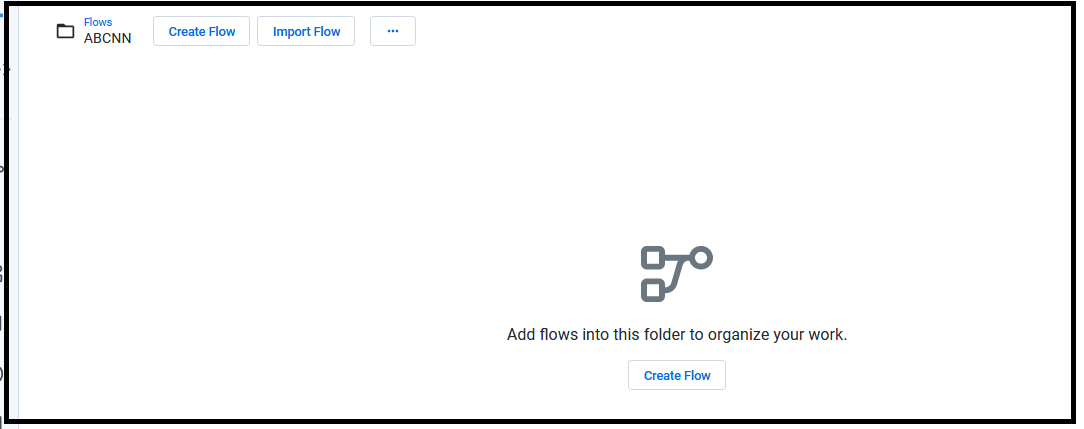 Flows
ABCNN
Create Flow
Import Flow
...
Add flows into this folder to organize your work.
Create Flow